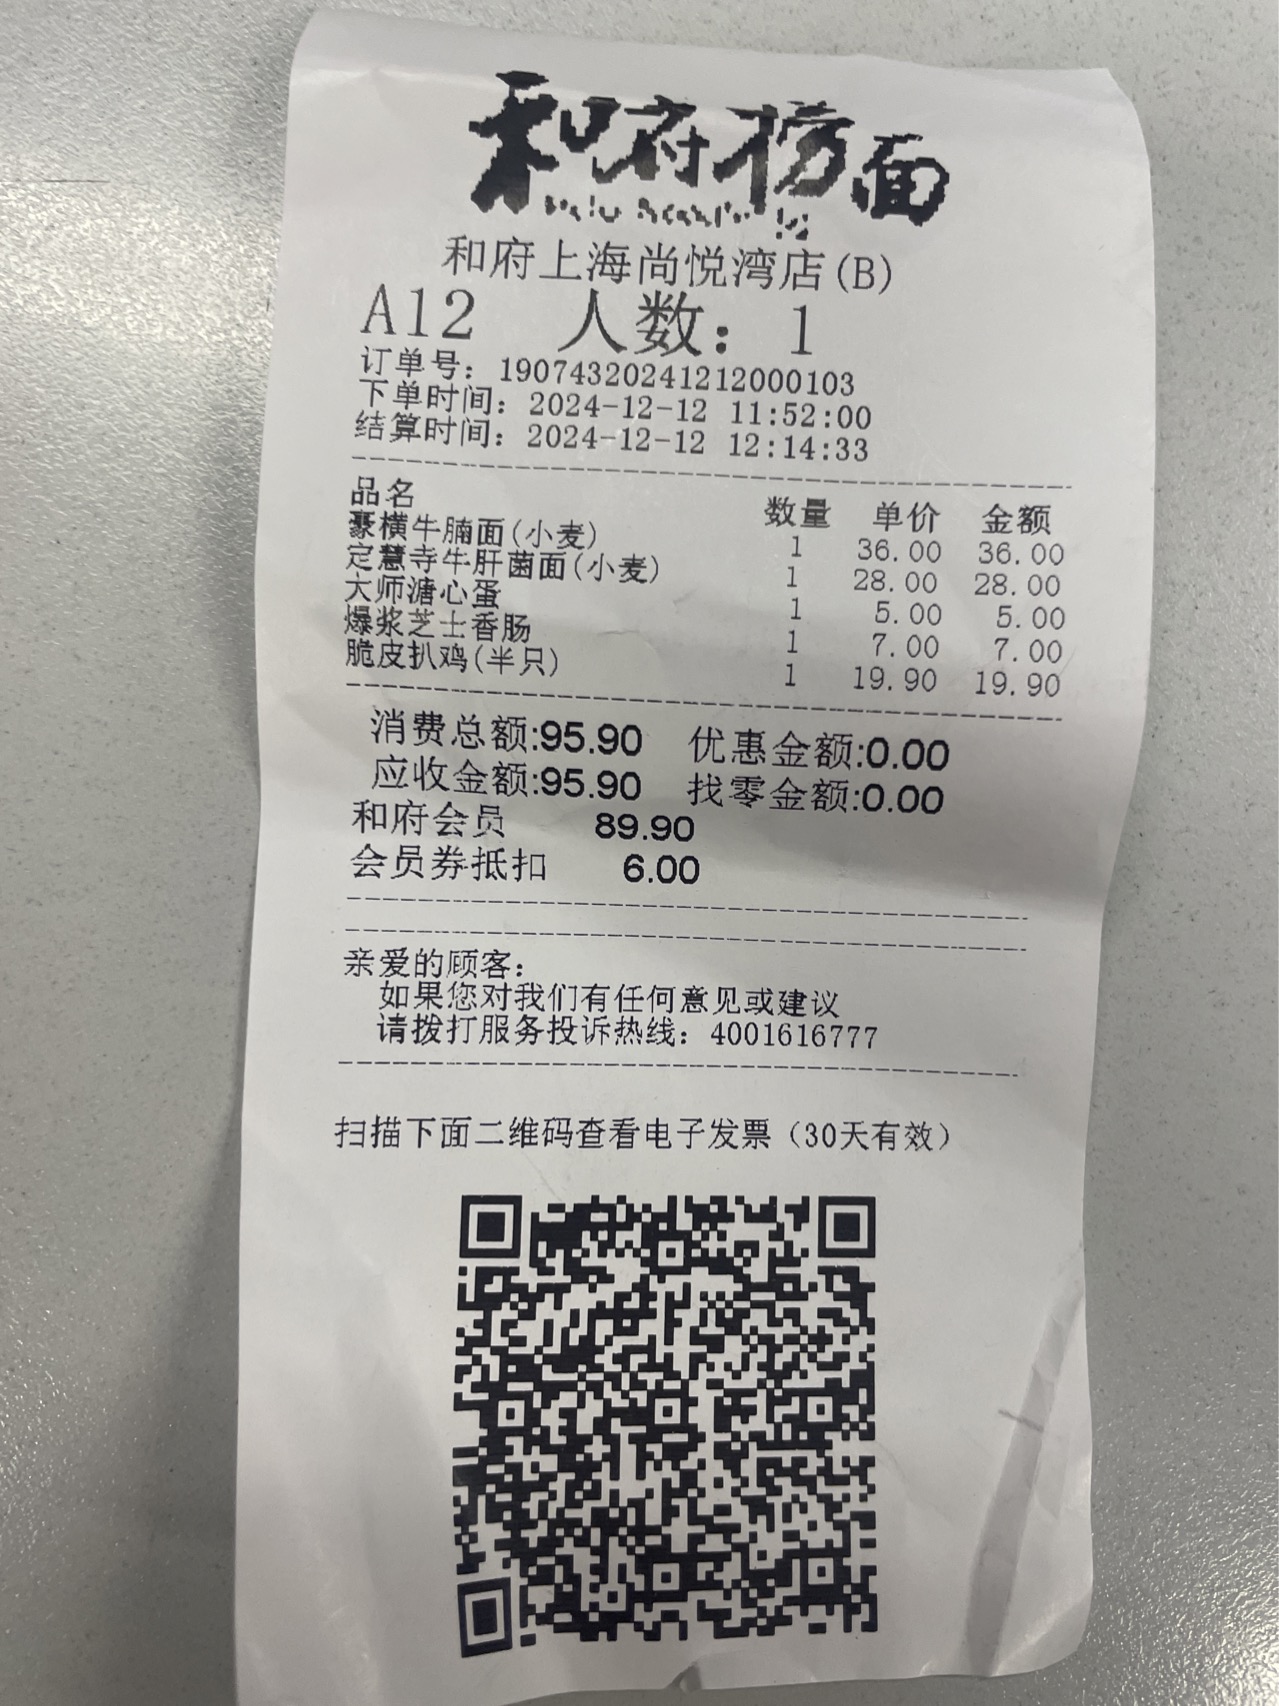 和府捞面
和府上海尚悦湾店(B)
A12 人数: 1
订单号: 19074320241212000103
下单时间: 2024-12-12 11:52:00
结算时间: 2024-12-12 12:14:33
品名 数量 单价 金额
豪横牛腩面(小麦) 1 36.00 36.00
定慧寺牛肝菌面(小麦) 1 28.00 28.00
大师溏心蛋 1 5.00 5.00
爆浆芝士香肠 1 7.00 7.00
脆皮扒鸡(半只) 1 19.90 19.90
消费总额:95.90 优惠金额:0.00
应收金额:95.90 找零金额:0.00
和府会员 89.90
会员券抵扣 6.00
亲爱的顾客:
如果您对我们有任何意见或建议
请拨打服务投诉热线: 4001616777
扫描下面二维码查看电子发票（30天有效）